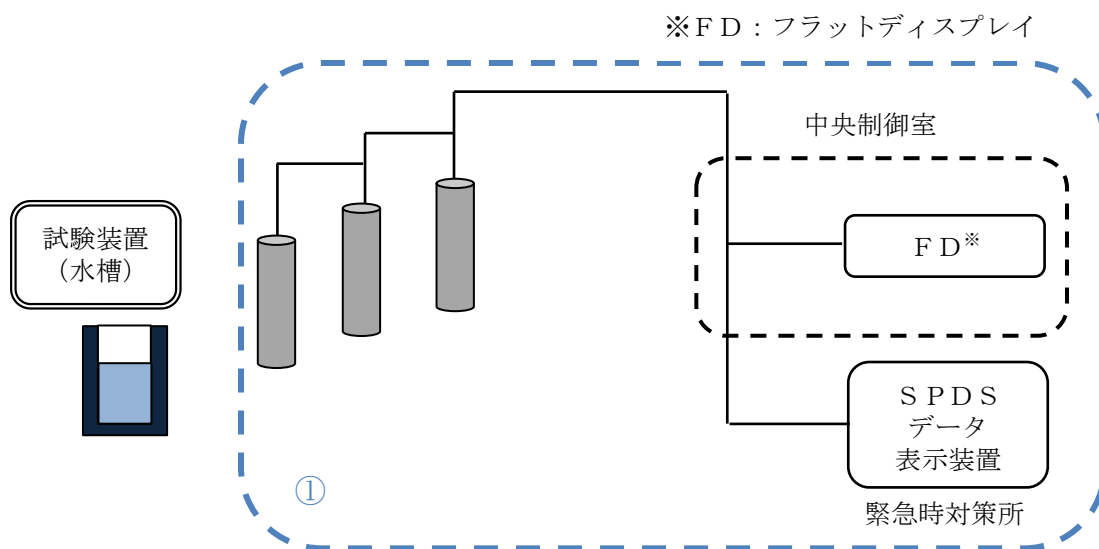 ※ＦＤ：フラットディスプレイ
中央制御室
試験装置
（水槽）
ＦＤ※
ＳＰＤＳ
データ
表示装置
①
緊急時対策所